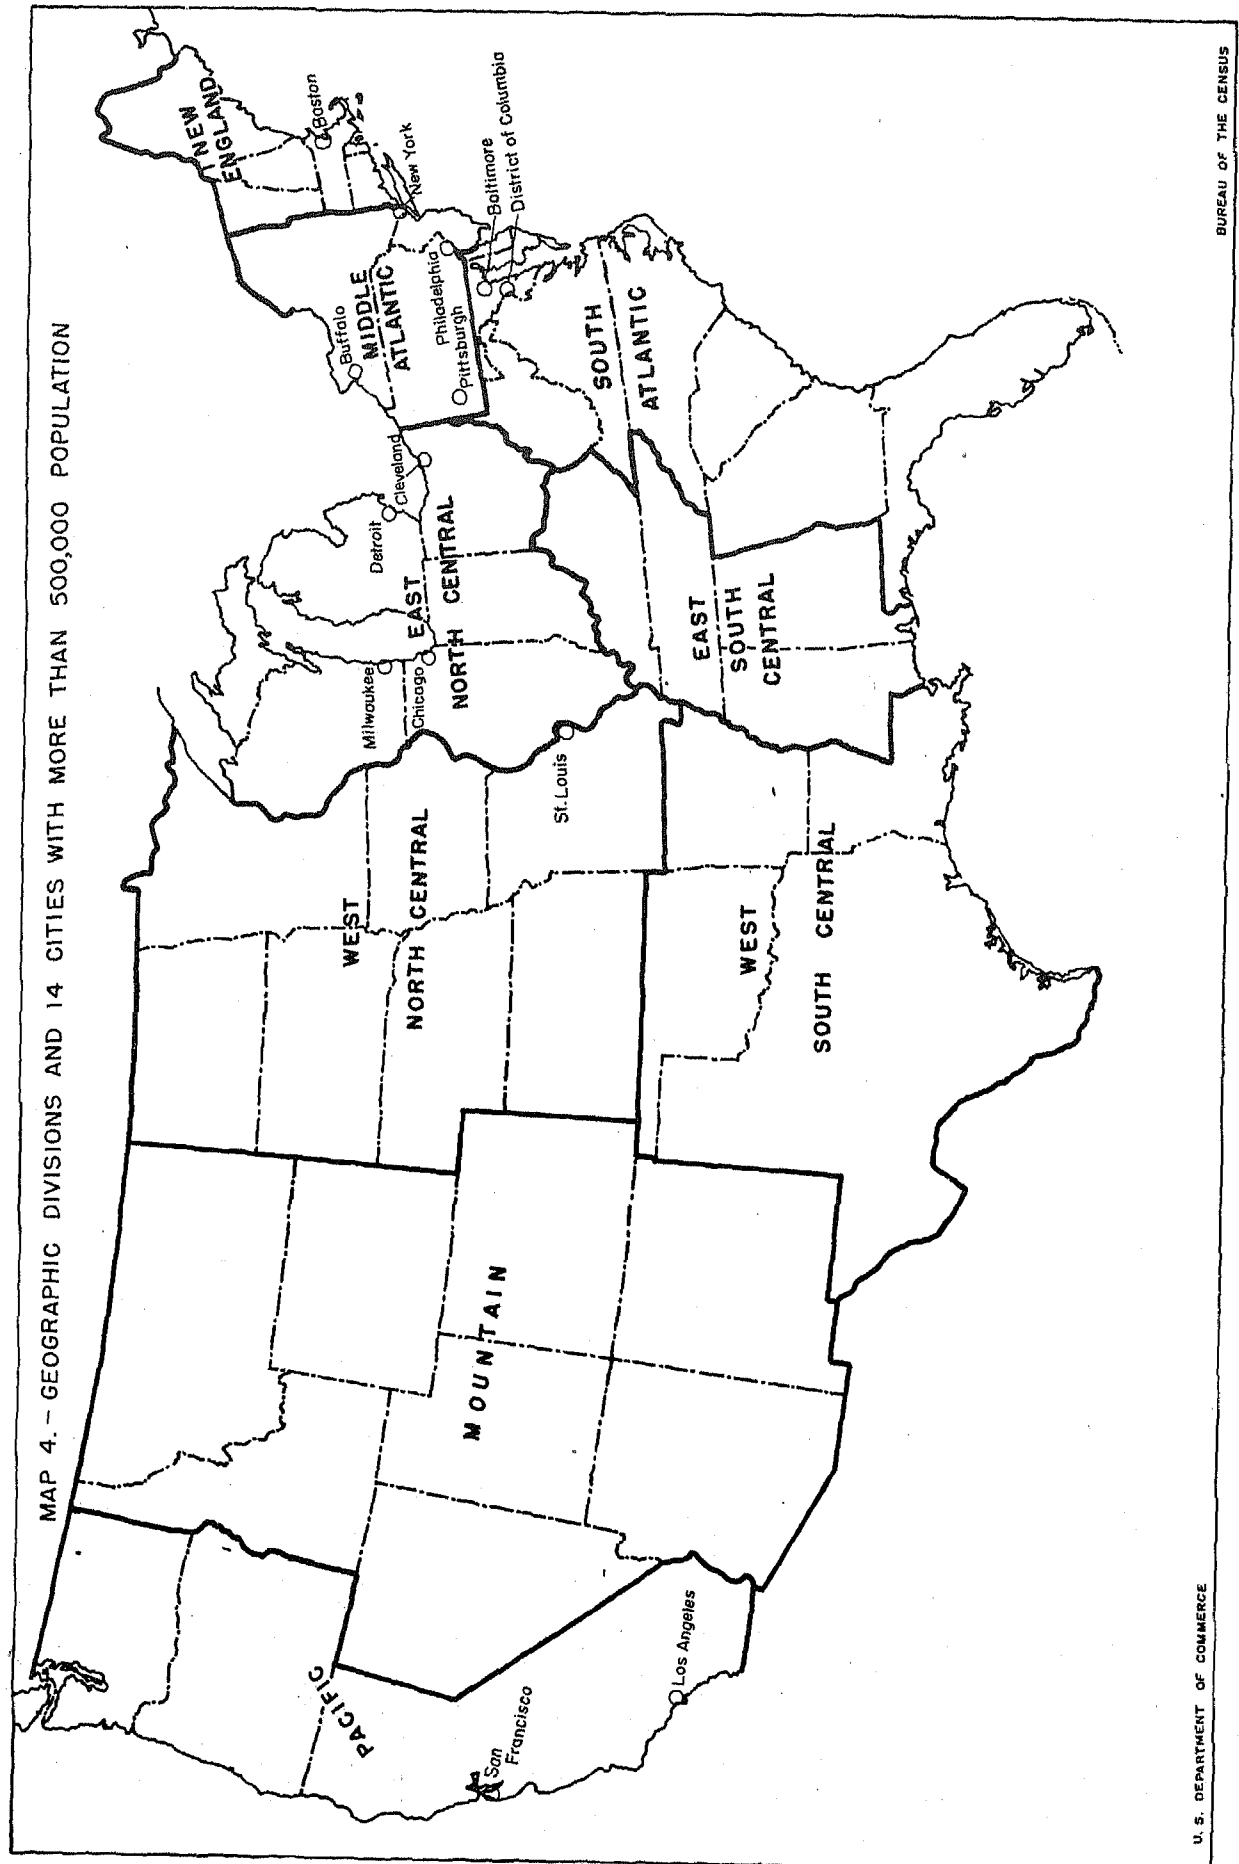 MAP 4. – GEOGRAPHIC DIVISIONS AND 14 CITIES WITH MORE THAN 500,000 POPULATION
NEW
ENGLAND
Boston
New York
Buffalo
MIDDLE
ATLANTIC
Philadelphia
Pittsburgh
Baltimore
District of Columbia
SOUTH
ATLANTIC
Cleveland
Detroit
EAST
NORTH CENTRAL
Milwaukee
Chicago
St. Louis
EAST
SOUTH
CENTRAL
WEST
NORTH CENTRAL
WEST
SOUTH CENTRAL
MOUNTAIN
PACIFIC
San
Francisco
Los Angeles
U. S. DEPARTMENT OF COMMERCE
BUREAU OF THE CENSUS